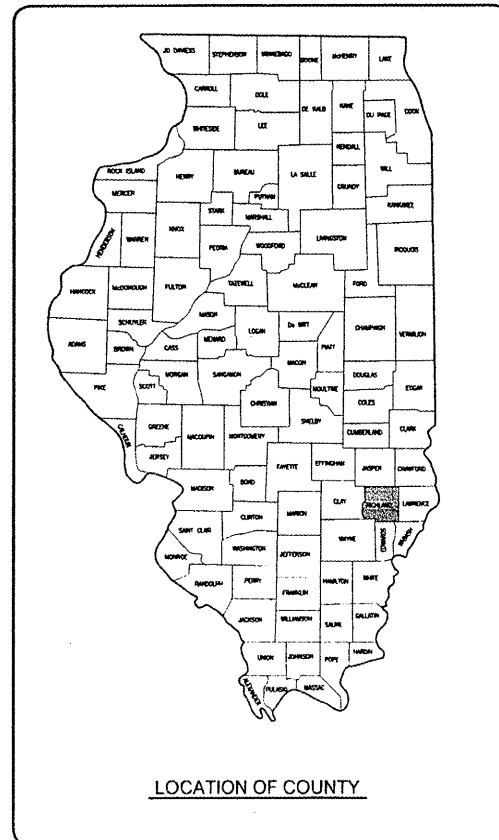 JO DAVIESS STEPHENSON WINNEBAGO BOONE McHENRY LAKE
CARROLL OGLE DE KALB KANE COOK
DU PAGE
WHITESIDE LEE
KENDALL WILL
ROCK ISLAND HENRY BUREAU LA SALLE GRUNDY
MERCER PUTNAM KANKAKEE
STARK MARSHALL
HENDERSON WARREN KNOX PEORIA WOODFORD LIVINGSTON IROQUOIS
HANCOCK McDONOUGH FULTON TAZEWELL McCLEAN FORD
MASON
SCHUYLER LOGAN De WITT CHAMPAIGN VERMILION
ADAMS BROWN CASS MENARD PIATT
MACON
PIKE SCOTT MORGAN SANGAMON MOULTRIE DOUGLAS EDGAR
COLES
CHRISTIAN
CALHOUN GREENE MACOUPIN MONTGOMERY SHELBY CUMBERLAND CLARK
JERSEY
FAYETTE EFFINGHAM JASPER CRAWFORD
MADISON BOND
CLAY RICHLAND LAWRENCE
CLINTON MARION
SAINT CLAIR
WASHINGTON JEFFERSON WAYNE EDWARDS WABASH
MONROE
RANDOLPH PERRY HAMILTON WHITE
FRANKLIN
JACKSON WILLIAMSON SALINE GALLATIN
UNION JOHNSON POPE HARDIN
ALEXANDER PULASKI MASSAC
LOCATION OF COUNTY